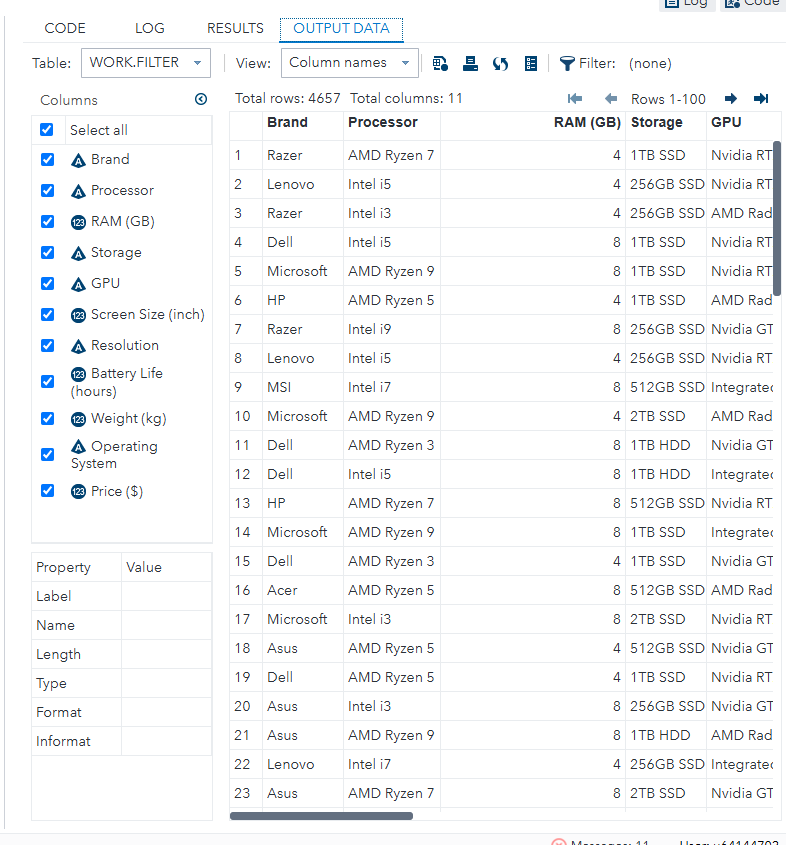 Log Code
CODE LOG RESULTS OUTPUT DATA
Table: WORK.FILTER View: Column names Filter: (none)
Columns Total rows: 4657 Total columns: 11 Rows 1-100
Select all
Brand
Processor
RAM (GB)
Storage
GPU
Screen Size (inch)
Resolution
Battery Life
(hours)
Weight (kg)
Operating
System
Price ($)
Property Value
Label
Name
Length
Type
Format
Informat
Brand Processor RAM (GB) Storage GPU
1 Razer AMD Ryzen 7 4 1TB SSD Nvidia RT
2 Lenovo Intel i5 4 256GB SSD Nvidia RT
3 Razer Intel i3 4 256GB SSD AMD Rad
4 Dell Intel i5 8 1TB SSD Nvidia RT
5 Microsoft AMD Ryzen 9 8 1TB SSD Nvidia RT
6 HP AMD Ryzen 5 4 1TB SSD AMD Rad
7 Razer Intel i9 8 256GB SSD Nvidia GT
8 Lenovo Intel i5 4 256GB SSD Nvidia RT
9 MSI Intel i7 8 512GB SSD Integrated
10 Microsoft AMD Ryzen 9 4 2TB SSD AMD Rad
11 Dell AMD Ryzen 3 8 1TB HDD Nvidia GT
12 Dell Intel i5 8 1TB HDD Integrated
13 HP AMD Ryzen 7 8 512GB SSD Nvidia RT
14 Microsoft AMD Ryzen 9 8 1TB SSD Integrated
15 Dell AMD Ryzen 3 4 1TB SSD Nvidia GT
16 Acer AMD Ryzen 5 8 512GB SSD AMD Rad
17 Microsoft Intel i3 8 2TB SSD Nvidia RT
18 Asus AMD Ryzen 5 4 512GB SSD Nvidia GT
19 Dell AMD Ryzen 5 4 1TB SSD Nvidia RT
20 Asus Intel i3 8 256GB SSD Nvidia GT
21 Asus AMD Ryzen 9 8 1TB HDD AMD Rad
22 Lenovo Intel i7 4 256GB SSD Integrated
23 Asus AMD Ryzen 7 8 2TB SSD Nvidia GT
Messages: 11